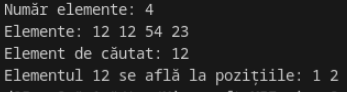 Număr elemente: 4
Elemente: 12 12 54 23
Element de căutat: 12
Elementul 12 se află la pozițiile: 1 2